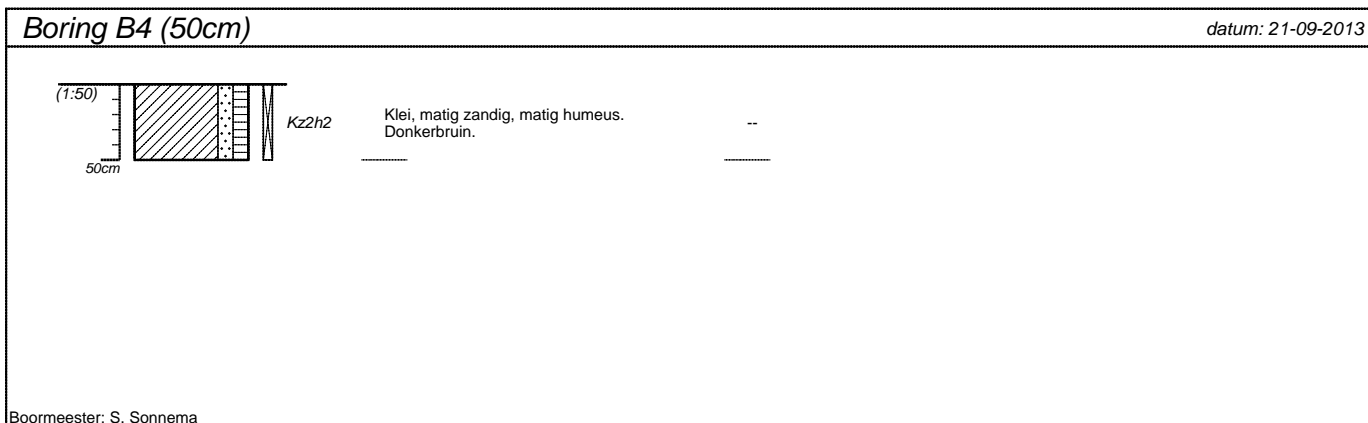 Boring B4 (50cm)
datum: 21-09-2013
(1:50)
Kz2h2
Klei, matig zandig, matig humeus.
Donkerbruin.
--
50cm
Boormeester: S. Sonnema